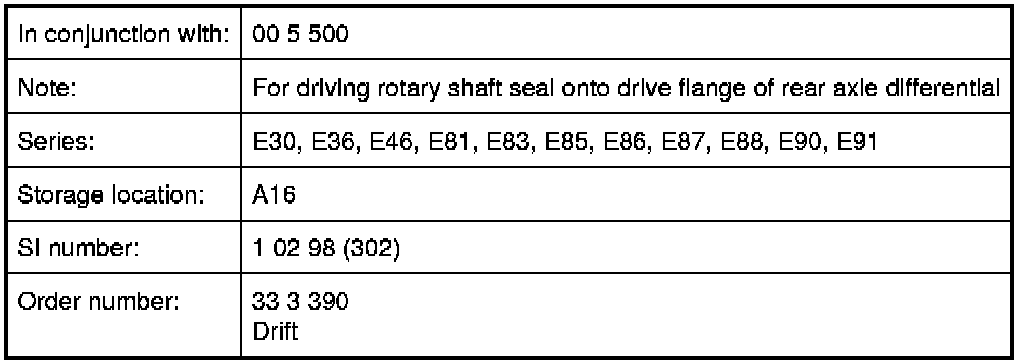 In conjunction with: 00 5 500
Note: For driving rotary shaft seal onto drive flange of rear axle differential
Series: E30, E36, E46, E81, E83, E85, E86, E87, E88, E90, E91
Storage location: A16
SI number: 1 02 98 (302)
Order number: 33 3 390
Drift